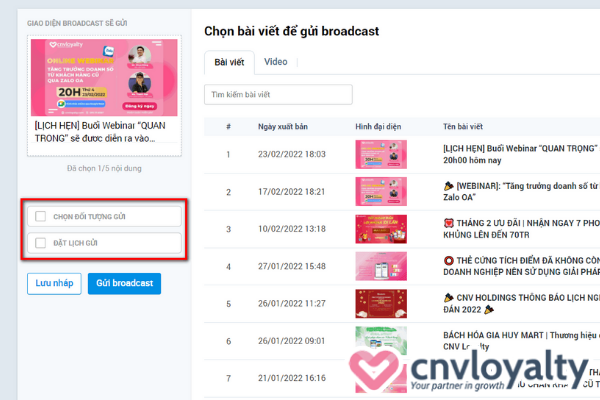 GIAO DIỆN BROADCAST SẼ GỬI
cnvloyalty
ONLINE WEBINAR
TĂNG TRƯỞNG DOANH SỐ
TỪ KHÁCH HÀNG CŨ
QUA ZALO OA
20H THỨ 4
23/02/2022
Đăng ký ngay
[LỊCH HẸN] Buổi Webinar “QUAN
TRỌNG” sẽ được diễn ra vào...
Đã chọn 1/5 nội dung
CHỌN ĐỐI TƯỢNG GỬI
ĐẶT LỊCH GỬI
Lưu nháp
Gửi broadcast
Chọn bài viết để gửi broadcast
Bài viết
Video
Tìm kiếm bài viết
# Ngày xuất bản Hình đại diện Tên bài viết
1 23/02/2022 18:03 [LỊCH HẸN] Buổi Webinar “QUAN TRỌNG”
20h00 hôm nay
2 17/02/2022 18:21 [WEBINAR]: “Tăng trưởng doanh số từ
Zalo OA”
3 10/02/2022 13:18 THÁNG 2 ƯU ĐÃI | NHẬN NGAY 7 PHO
KHỦNG LÊN ĐẾN 70TR
4 27/01/2022 15:48 THẺ CỨNG TÍCH ĐIỂM ĐÃ KHÔNG CÒN
DOANH NGHIỆP NÊN SỬ DỤNG GIẢI PHÁP
5 26/01/2022 11:27 CNV HOLDINGS THÔNG BÁO LỊCH NGH
ĐÁN 2022
6 26/01/2022 09:01 BÁCH HÓA GIA HUY MART | Thương hiệu
CNV Loyalty
7 21/01/2022 16:16
CHÂN KHÁCH CŨ
cnvloyalty
Your partner in growth